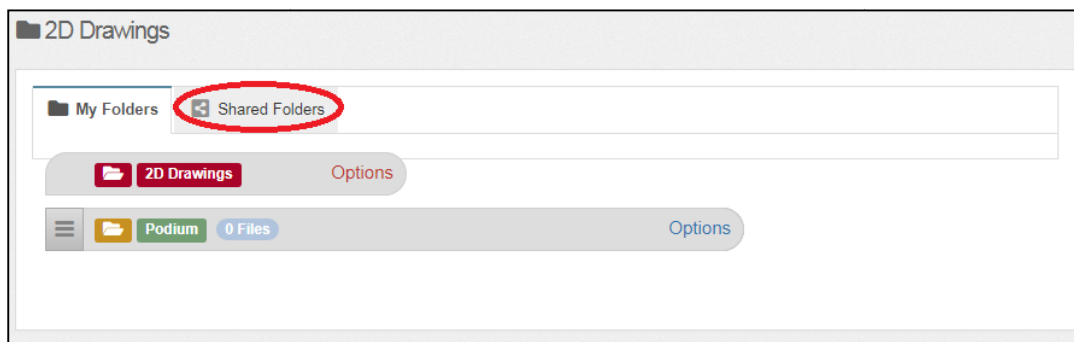 2D Drawings
My Folders Shared Folders
2D Drawings Options
Podium 0 Files Options